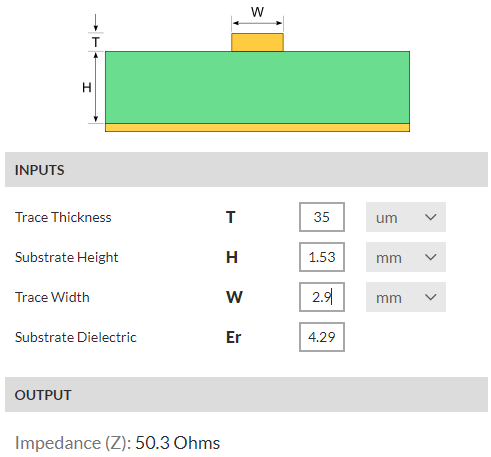 W
T
H
INPUTS
Trace Thickness T 35 um
Substrate Height H 1.53 mm
Trace Width W 2.9 mm
Substrate Dielectric Er 4.29
OUTPUT
Impedance (Z): 50.3 Ohms